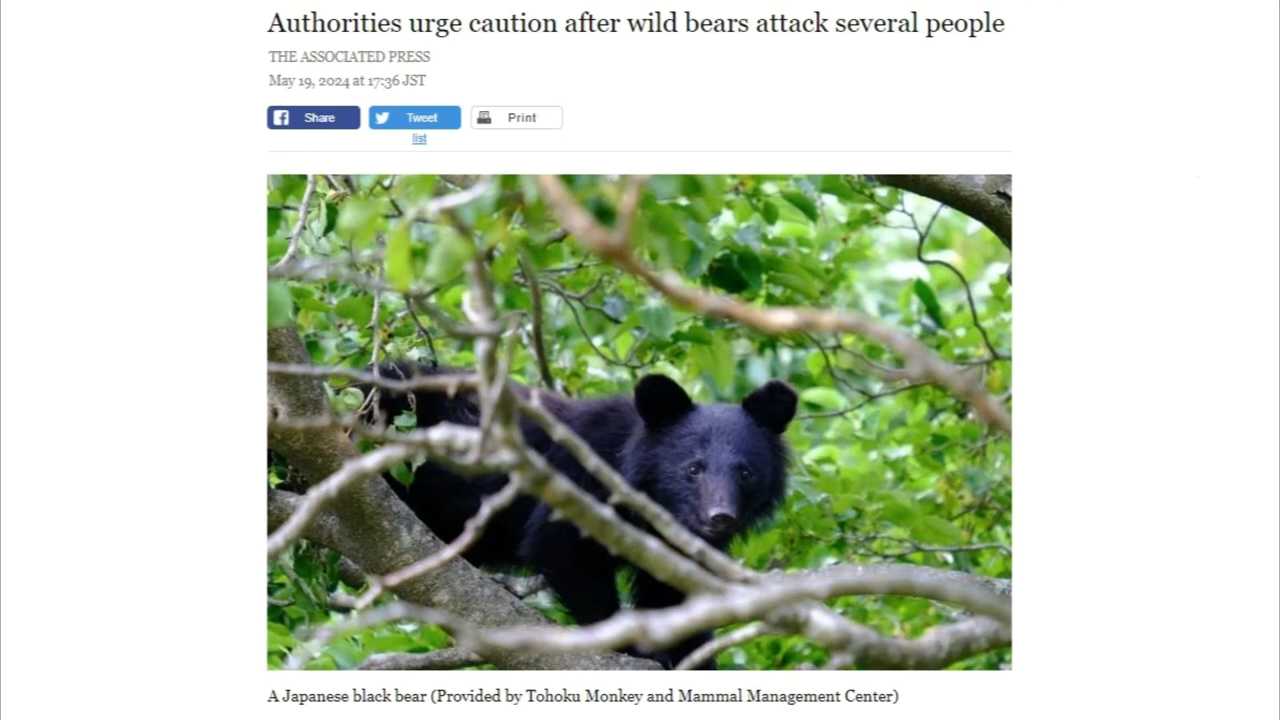 Authorities urge caution after wild bears attack several people
THE ASSOCIATED PRESS
May 19, 2024 at 17:36 JST
Share Tweet Print
list
A Japanese black bear (Provided by Tohoku Monkey and Mammal Management Center)